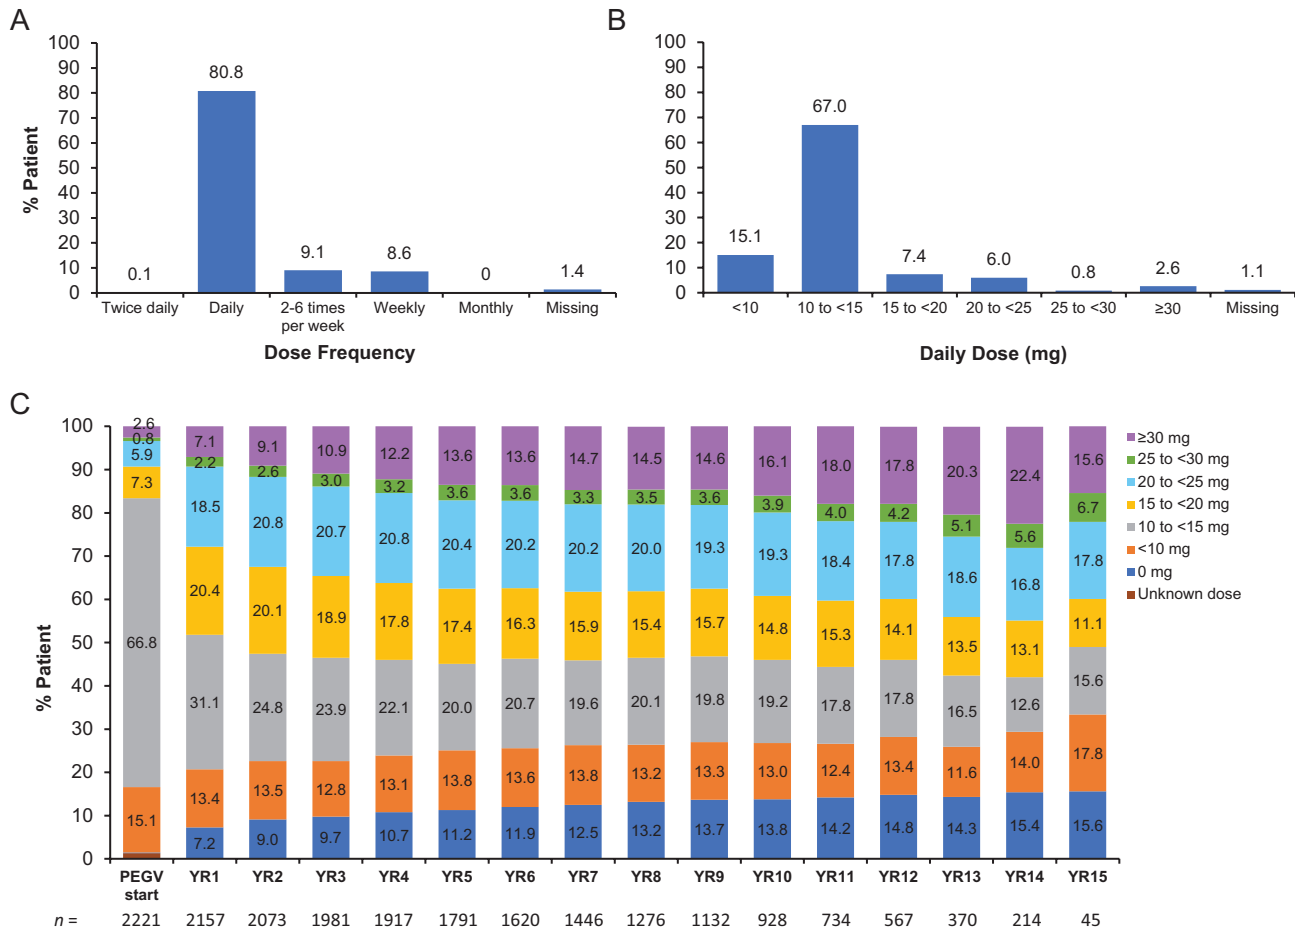 A
100
90
80
70
60
50
40
30
20
10
0
% Patient
0.1
80.8
9.1
8.6
0
1.4
Twice daily Daily 2-6 times per week Weekly Monthly Missing
Dose Frequency
B
100
90
80
70
60
50
40
30
20
10
0
15.1
67.0
7.4
6.0
0.8
2.6
1.1
<10 10 to <15 15 to <20 20 to <25 25 to <30 ≥30 Missing
Daily Dose (mg)
C
100
90
80
70
60
50
40
30
20
10
0
% Patient
2.6 7.1 9.1 10.9 12.2 13.6 13.6 14.7 14.5 14.6 16.1 18.0 17.8 20.3 22.4 15.6
0.8 2.2 2.6 3.0 3.2 3.6 3.6 3.3 3.5 3.6 3.9 4.0 4.2 5.1 5.6 6.7
5.9 18.5 20.8 20.7 20.8 20.4 20.2 20.2 20.0 19.3 19.3 18.4 17.8 18.6 16.8 17.8
7.3 20.4 20.1 18.9 17.8 17.4 16.3 15.9 15.4 15.7 14.8 15.3 14.1 13.5 13.1 11.1
66.8 31.1 24.8 23.9 22.1 20.0 20.7 19.6 20.1 19.8 19.2 17.8 17.8 16.5 12.6 15.6
15.1 13.4 13.5 12.8 13.1 13.8 13.6 13.8 13.2 13.3 13.0 12.4 13.4 11.6 14.0 17.8
7.2 9.0 9.7 10.7 11.2 11.9 12.5 13.2 13.7 13.8 14.2 14.8 14.3 15.4 15.6
PEGV start YR1 YR2 YR3 YR4 YR5 YR6 YR7 YR8 YR9 YR10 YR11 YR12 YR13 YR14 YR15
n = 2221 2157 2073 1981 1917 1791 1620 1446 1276 1132 928 734 567 370 214 45
≥30 mg
25 to <30 mg
20 to <25 mg
15 to <20 mg
10 to <15 mg
<10 mg
0 mg
Unknown dose